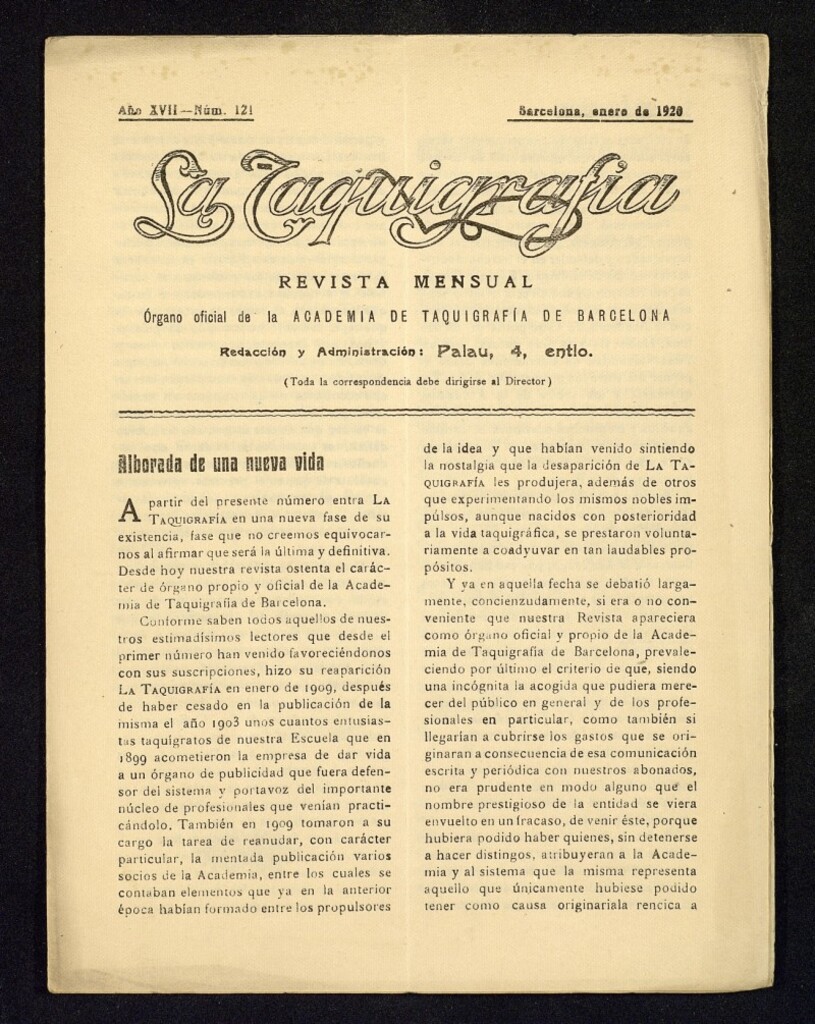 Año XVII—Núm. 121
Barcelona, enero de 1920
La Taquigrafía
REVISTA MENSUAL
Órgano oficial de la ACADEMIA DE TAQUIGRAFÍA DE BARCELONA
Redacción y Administración: Palau, 4, entlo.
(Toda la correspondencia debe dirigirse al Director)
Alborada de una nueva vida
A partir del presente número entra LA
TAQUIGRAFÍA en una nueva fase de su
existencia, fase que no creemos equivocar-
nos al afirmar que será la última y definitiva.
Desde hoy nuestra revista ostenta el carác-
ter de órgano propio y oficial de la Acade-
mia de Taquigrafía de Barcelona.
Conforme saben todos aquellos de nues-
tros estimadísimos lectores que desde el
primer número han venido favoreciéndonos
con sus suscripciones, hizo su reaparición
LA TAQUIGRAFÍA en enero de 1909, después
de haber cesado en la publicación de la
misma el año 1903 unos cuantos entusias-
tas taquígrafos de nuestra Escuela que en
1899 acometieron la empresa de dar vida
a un órgano de publicidad que fuera defen-
sor del sistema y portavoz del importante
núcleo de profesionales que venían practi-
cándolo. También en 1909 tomaron a su
cargo la tarea de reanudar, con carácter
particular, la mentada publicación varios
socios de la Academia, entre los cuales se
contaban elementos que ya en la anterior
época habían formado entre los propulsores
de la idea y que habían venido sintiendo
la nostalgia que la desaparición de LA TA-
QUIGRAFÍA les produjera, además de otros
que experimentando los mismos nobles im-
pulsos, aunque nacidos con posterioridad
a la vida taquigráfica, se prestaron volunta-
riamente a coadyuvar en tan laudables pro-
pósitos.
Y ya en aquella fecha se debatió larga-
mente, concienzudamente, si era o no con-
veniente que nuestra Revista apareciera
como órgano oficial y propio de la Acade-
mia de Taquigrafía de Barcelona, prevale-
ciendo por último el criterio de que, siendo
una incógnita la acogida que pudiera mere-
cer del público en general y de los profe-
sionales en particular, como también si
llegarían a cubrirse los gastos que se ori-
ginaran a consecuencia de esa comunicación
escrita y periódica con nuestros abonados,
no era prudente en modo alguno que el
nombre prestigioso de la entidad se viera
envuelto en un fracaso, de venir éste, porque
hubiera podido haber quienes, sin detenerse
a hacer distingos, atribuyeran a la Acade-
mia y al sistema que la misma representa
aquello que únicamente hubiese podido
tener como causa originariala rencica a